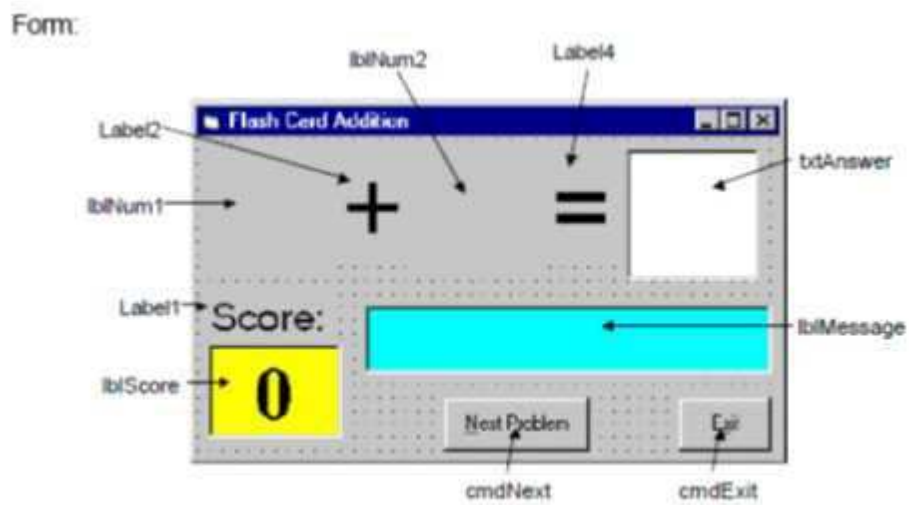 Form:
lblNum2
Label4
Flash Card Addition
Label2
txtAnswer
lblNum1
+
=
Label1
Score:
lblMessage
lblScore
0
Next Problem
Exit
cmdNext
cmdExit